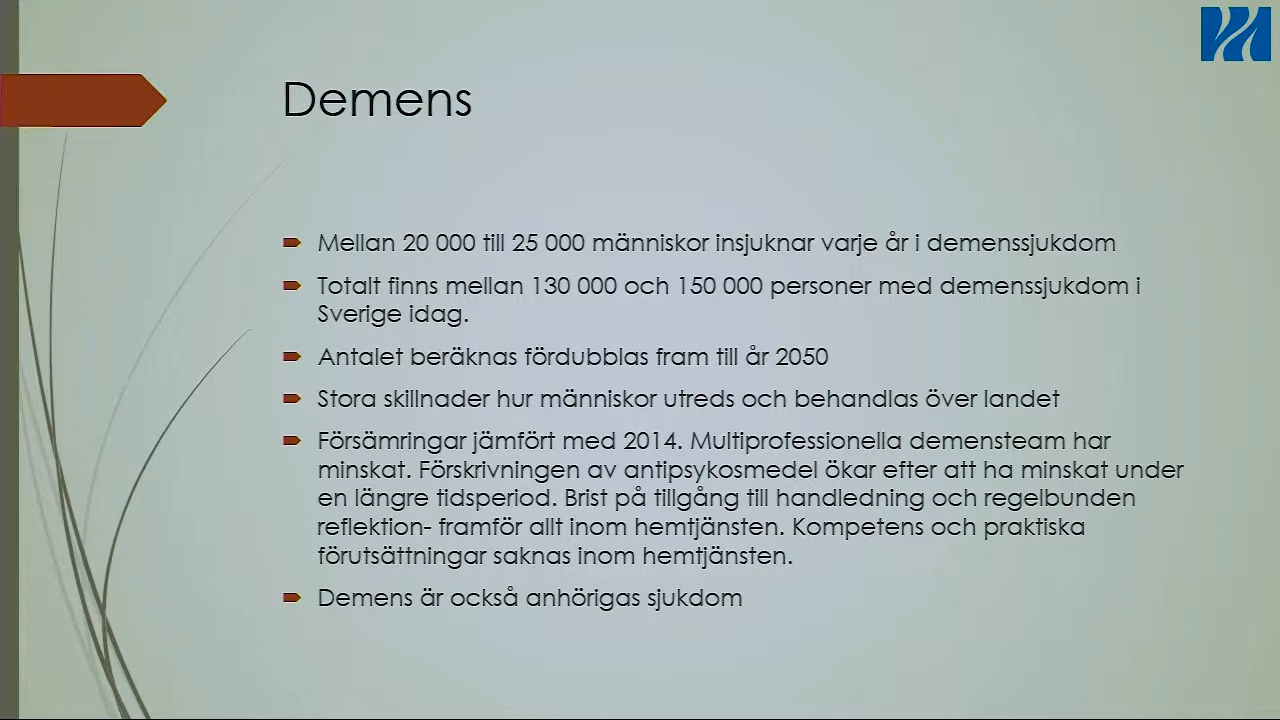 Demens
Mellan 20 000 till 25 000 människor insjuknar varje år i demenssjukdom
Totalt finns mellan 130 000 och 150 000 personer med demenssjukdom i
Sverige idag.
Antalet beräknas fördubblas fram till år 2050
Stora skillnader hur människor utreds och behandlas över landet
Försämringar jämfört med 2014. Multiprofessionella demensteam har
minskat. Förskrivningen av antipsykosmedel ökar efter att ha minskat under
en längre tidsperiod. Brist på tillgång till handledning och regelbunden
reflektion- framför allt inom hemtjänsten. Kompetens och praktiska
förutsättningar saknas inom hemtjänsten.
Demens är också anhörigas sjukdom